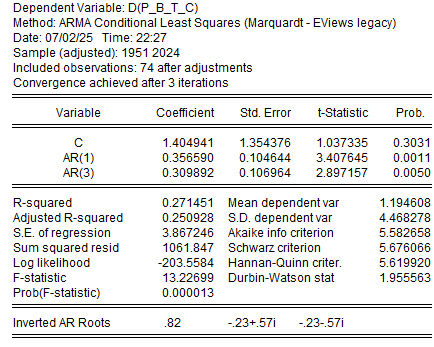 Dependent Variable: D(P_B_T_C)
Method: ARMA Conditional Least Squares (Marquardt - EViews legacy)
Date: 07/02/25 Time: 22:27
Sample (adjusted): 1951 2024
Included observations: 74 after adjustments
Convergence achieved after 3 iterations
Variable Coefficient Std. Error t-Statistic Prob.
C 1.404941 1.354376 1.037335 0.3031
AR(1) 0.356590 0.104644 3.407645 0.0011
AR(3) 0.309892 0.106964 2.897157 0.0050
R-squared 0.271451 Mean dependent var 1.194608
Adjusted R-squared 0.250928 S.D. dependent var 4.468278
S.E. of regression 3.867246 Akaike info criterion 5.582658
Sum squared resid 1061.847 Schwarz criterion 5.676066
Log likelihood -203.5584 Hannan-Quinn criter. 5.619920
F-statistic 13.22699 Durbin-Watson stat 1.955563
Prob(F-statistic) 0.000013
Inverted AR Roots .82 -.23+.57i -.23-.57i